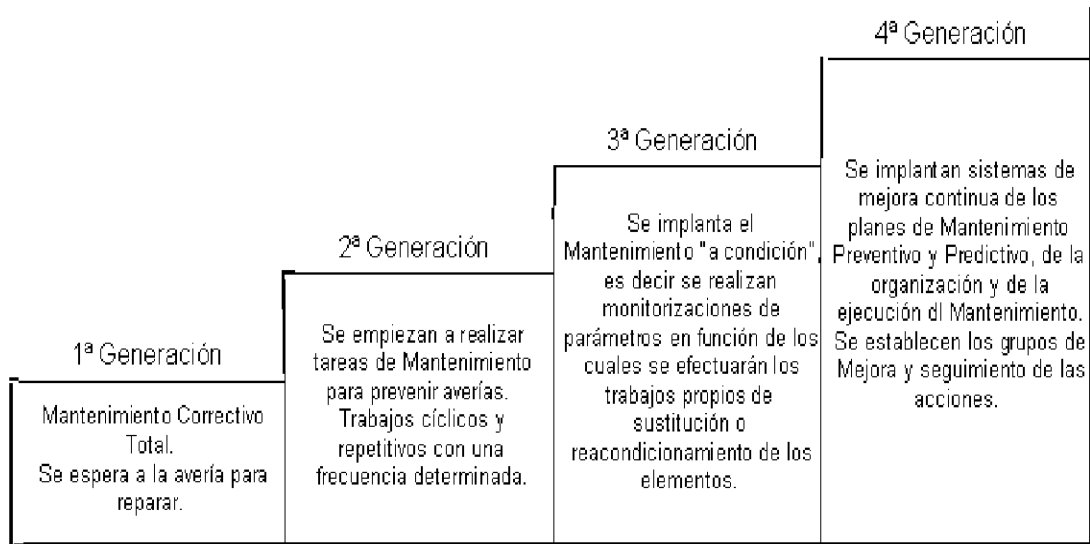 1ª Generación
Mantenimiento Correctivo
Total.
Se espera a la avería para
reparar.
2ª Generación
Se empiezan a realizar
tareas de Mantenimiento
para prevenir averías.
Trabajos cíclicos y
repetitivos con una
frecuencia determinada.
3ª Generación
Se implanta el
Mantenimiento "a condición",
es decir se realizan
monitorizaciones de
parámetros en función de los
cuales se efectuarán los
trabajos propios de
sustitución o
reacondicionamiento de los
elementos.
4ª Generación
Se implantan sistemas de
mejora continua de los
planes de Mantenimiento
Preventivo y Predictivo, de la
organización y de la
ejecución dl Mantenimiento.
Se establecen los grupos de
Mejora y seguimiento de las
acciones.